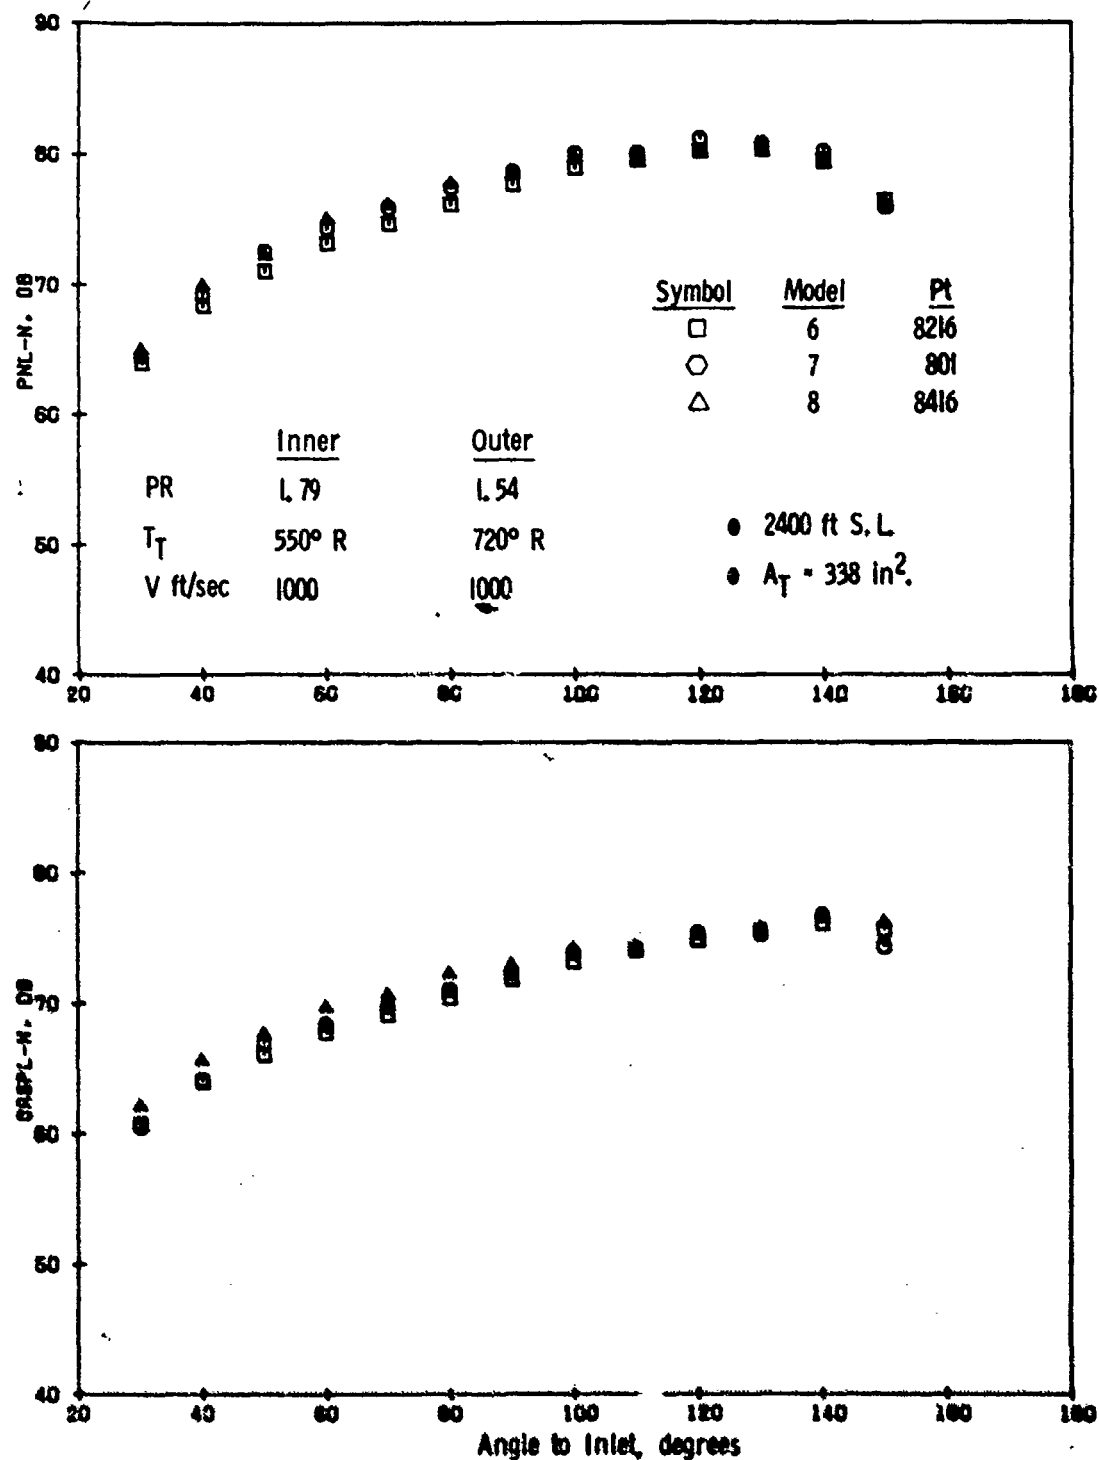 90
80
70
60
50
40
PNL-N. DB
Symbol Model Pt
6 8216
7 801
8 8416
Inner Outer
PR 1.79 1.54
TT 550° R 720° R
V ft/sec 1000 1000
● 2400 ft S.L.
● AT = 338 in².
20 40 60 80 100 120 140 160 180
90
80
70
60
50
40
OASPL-N. DB
20 40 60 80 100 120 140 160 180
Angle to Inlet, degrees